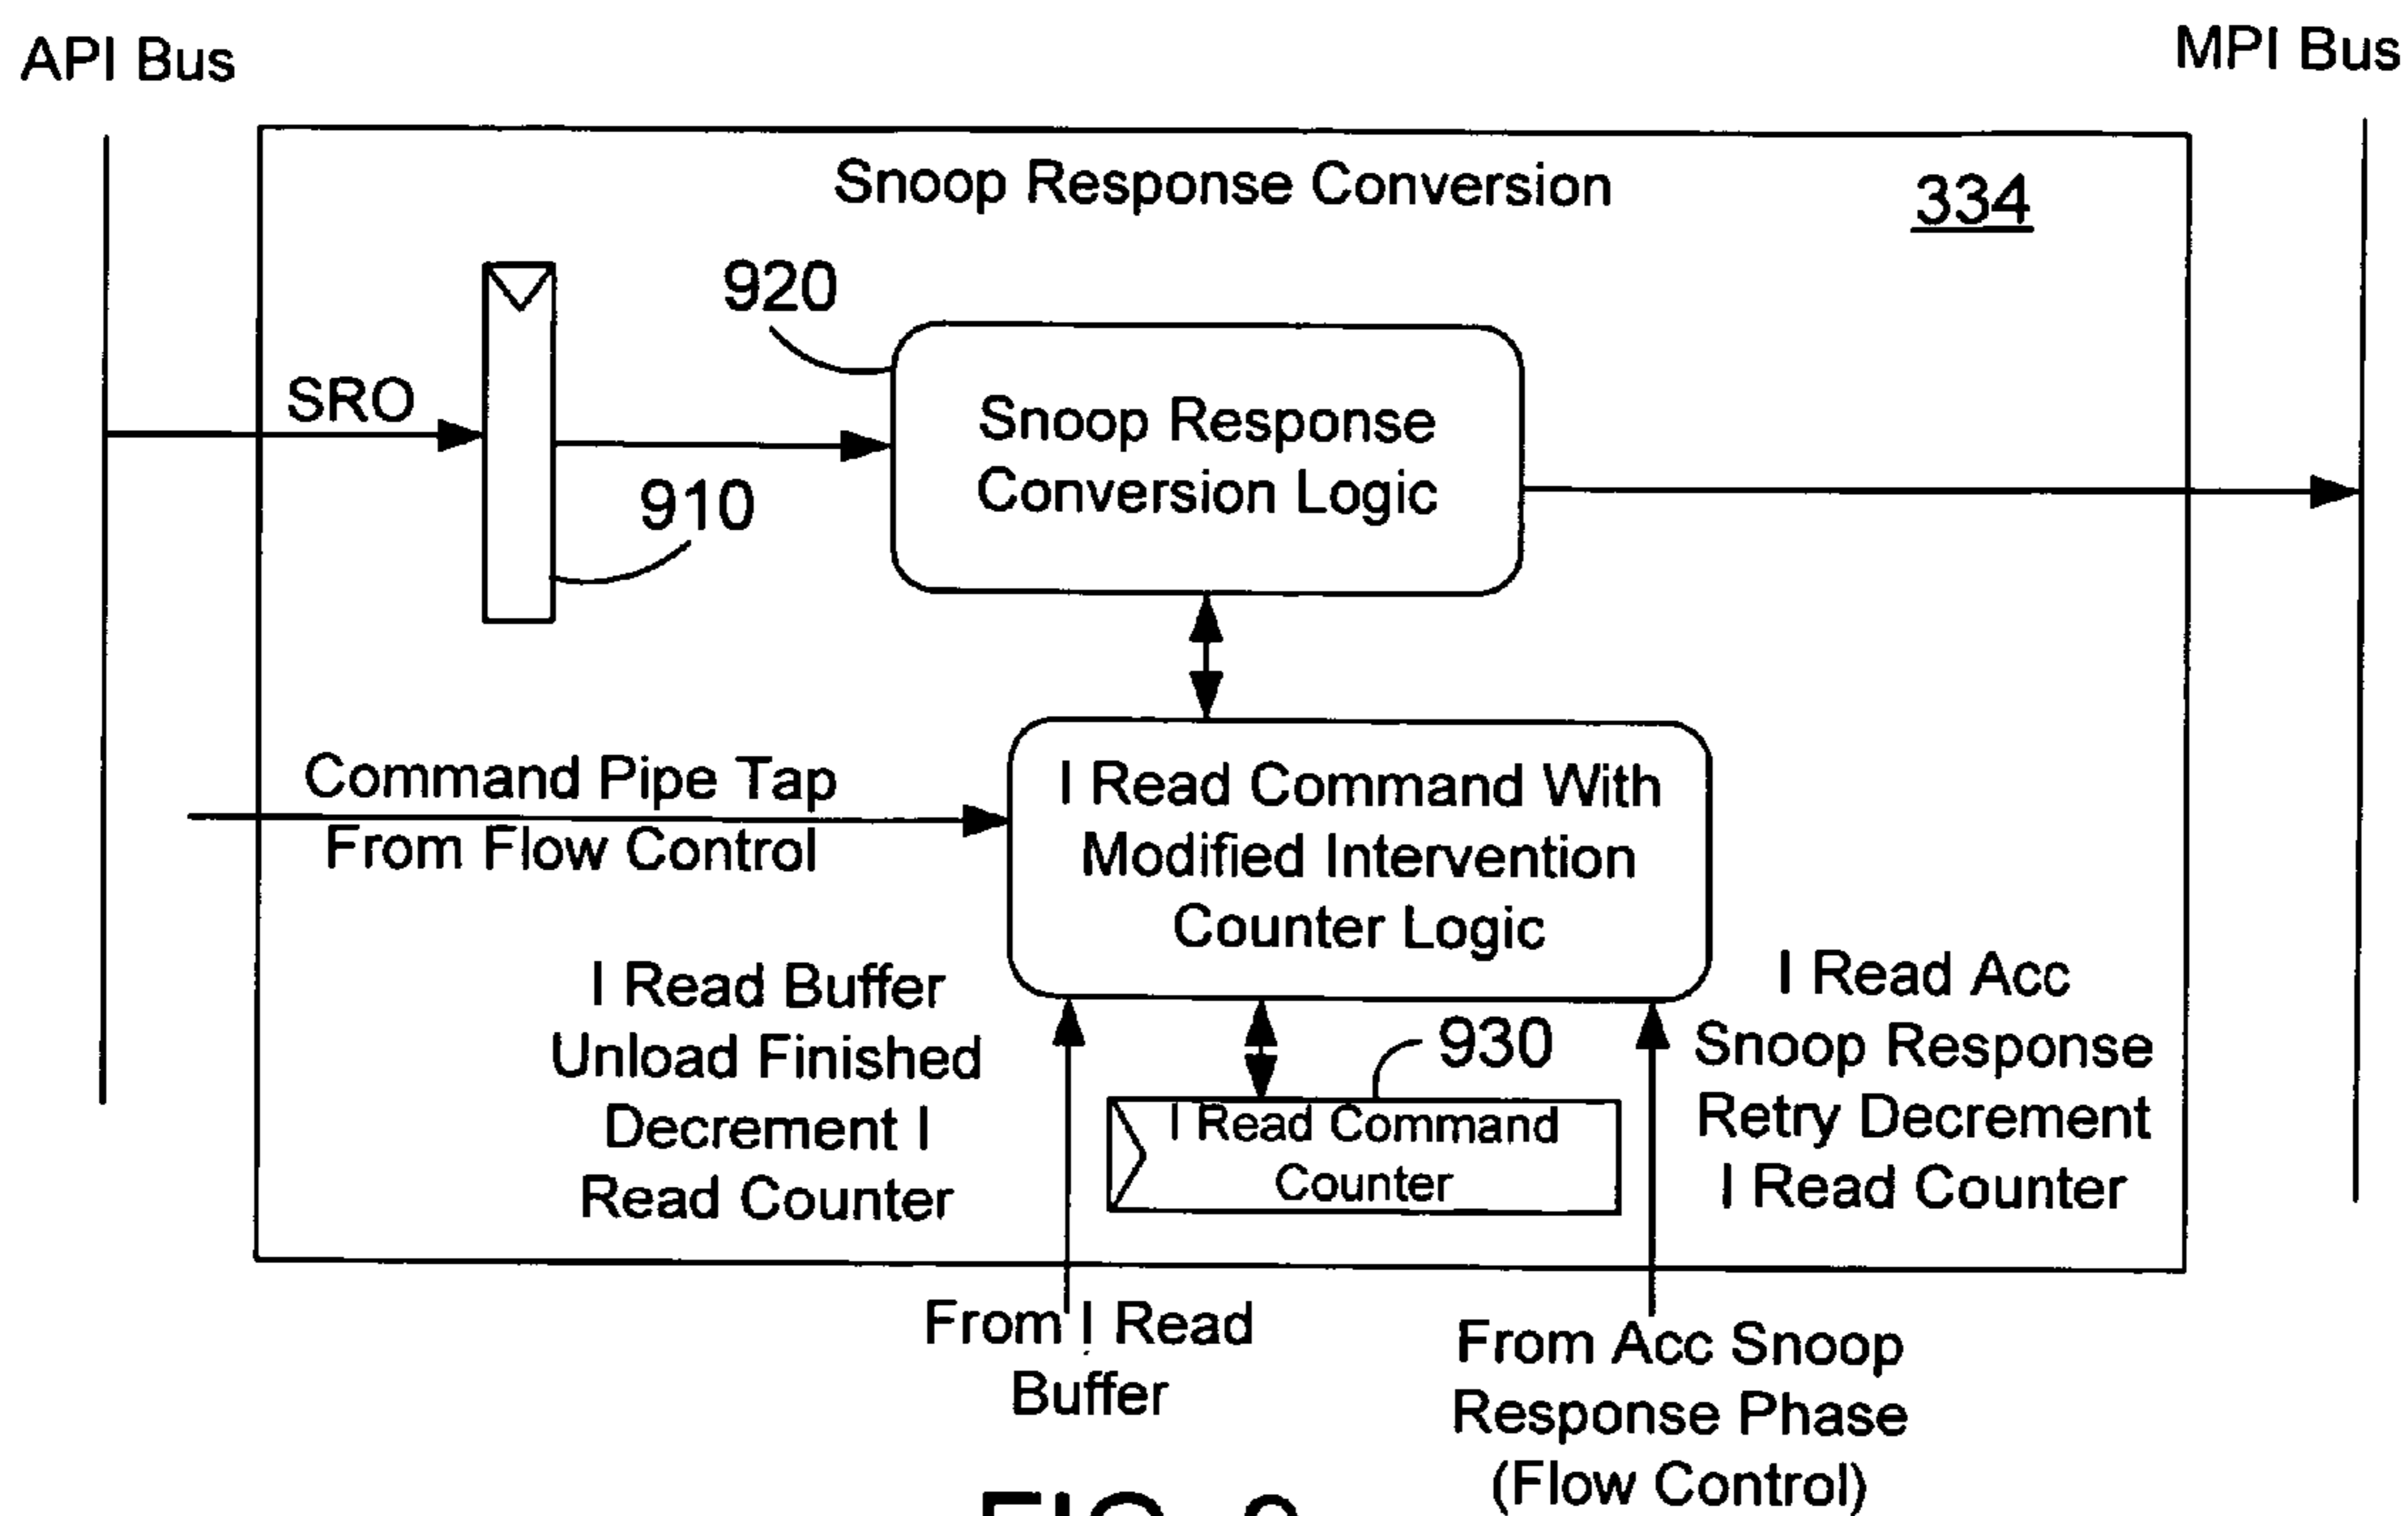 API Bus
MPI Bus
Snoop Response Conversion
334
920
SRO
Snoop Response
Conversion Logic
910
Command Pipe Tap
From Flow Control
I Read Command With
Modified Intervention
Counter Logic
I Read Buffer
Unload Finished
Decrement I
Read Counter
930
I Read Command
Counter
I Read Acc
Snoop Response
Retry Decrement
I Read Counter
From I Read
Buffer
From Acc Snoop
Response Phase
(Flow Control)